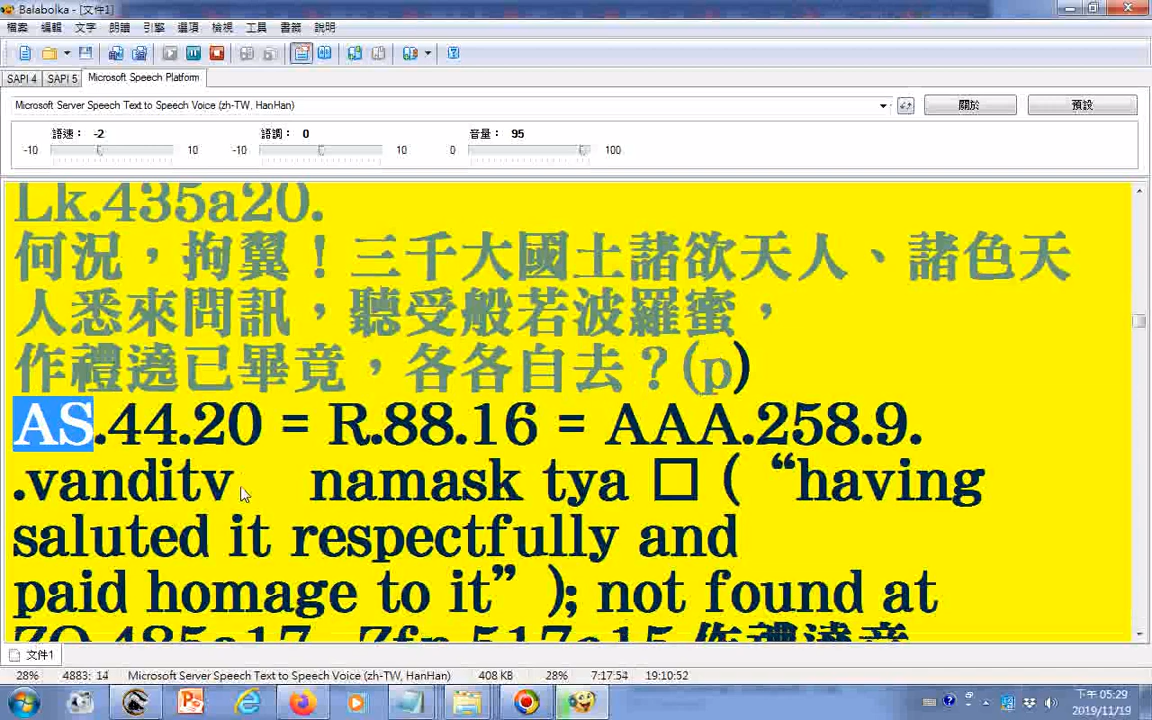 Balabolka - [文件1]
檔案 編輯 文字 朗讀 引擎 選項 檢視 工具 書籤 說明
SAPI 4 SAPI 5 Microsoft Speech Platform
Microsoft Server Speech Text to Speech Voice (zh-TW, HanHan) 關於 預設
語速： -2 語調： 0 音量： 95
-10 10 -10 10 0 100
Lk.435a20.
何況，拘翼！三千大國土諸欲天人、諸色天
人悉來問訊，聽受般若波羅蜜，
作禮遶已畢竟，各各自去？(p)
AS.44.20 = R.88.16 = AAA.258.9.
.vanditv namask tya □ (“having
saluted it respectfully and
paid homage to it”); not found at
ZQ.485a17. Zfn.517a15 作禮遶竟
文件1
28% 4883: 14 Microsoft Server Speech Text to Speech Voice (zh-TW, HanHan) 408 KB 28% 7:17:54 19:10:52
下午 05:29
2019/11/19